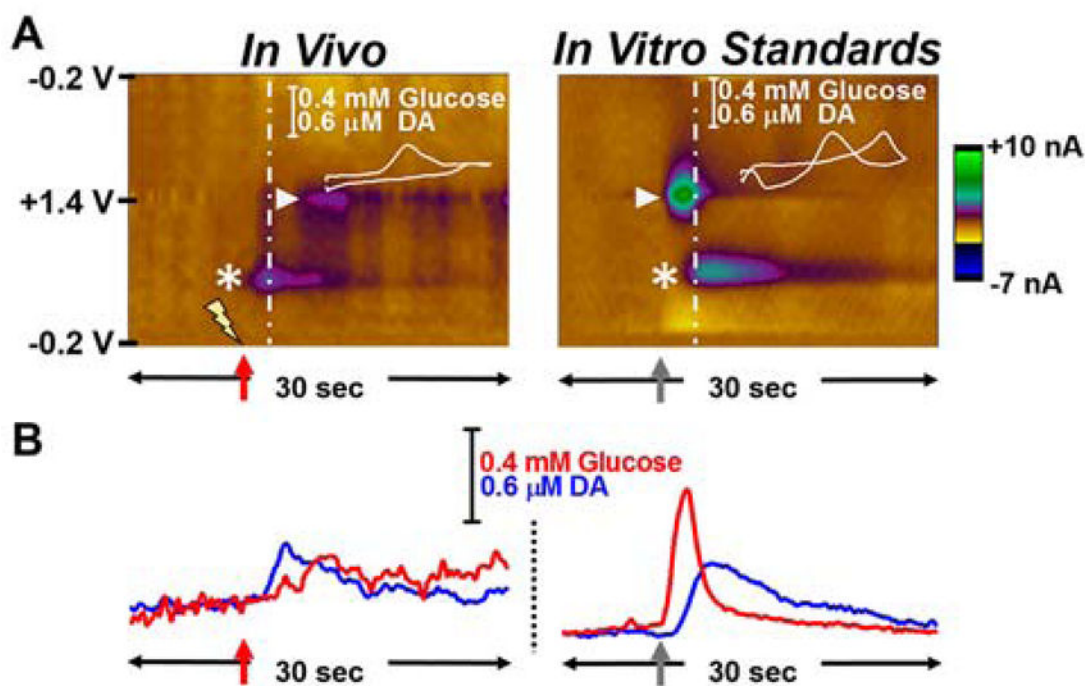 A
In Vivo
In Vitro Standards
-0.2 V
0.4 mM Glucose
0.6 μM DA
0.4 mM Glucose
0.6 μM DA
+10 nA
+1.4 V
*
*
-7 nA
-0.2 V
30 sec
30 sec
B
0.4 mM Glucose
0.6 μM DA
30 sec
30 sec